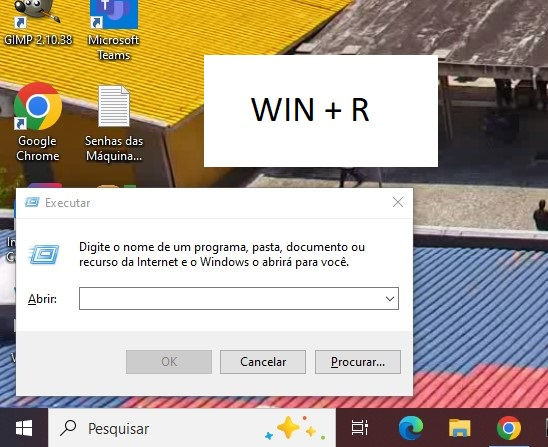 GIMP 2.10.38
Microsoft
Teams
WIN + R
Google
Chrome
Senhas das
Máquina...
Executar
Digite o nome de um programa, pasta, documento ou
recurso da Internet e o Windows o abrirá para você.
Abrir:
OK
Cancelar
Procurar...
Pesquisar